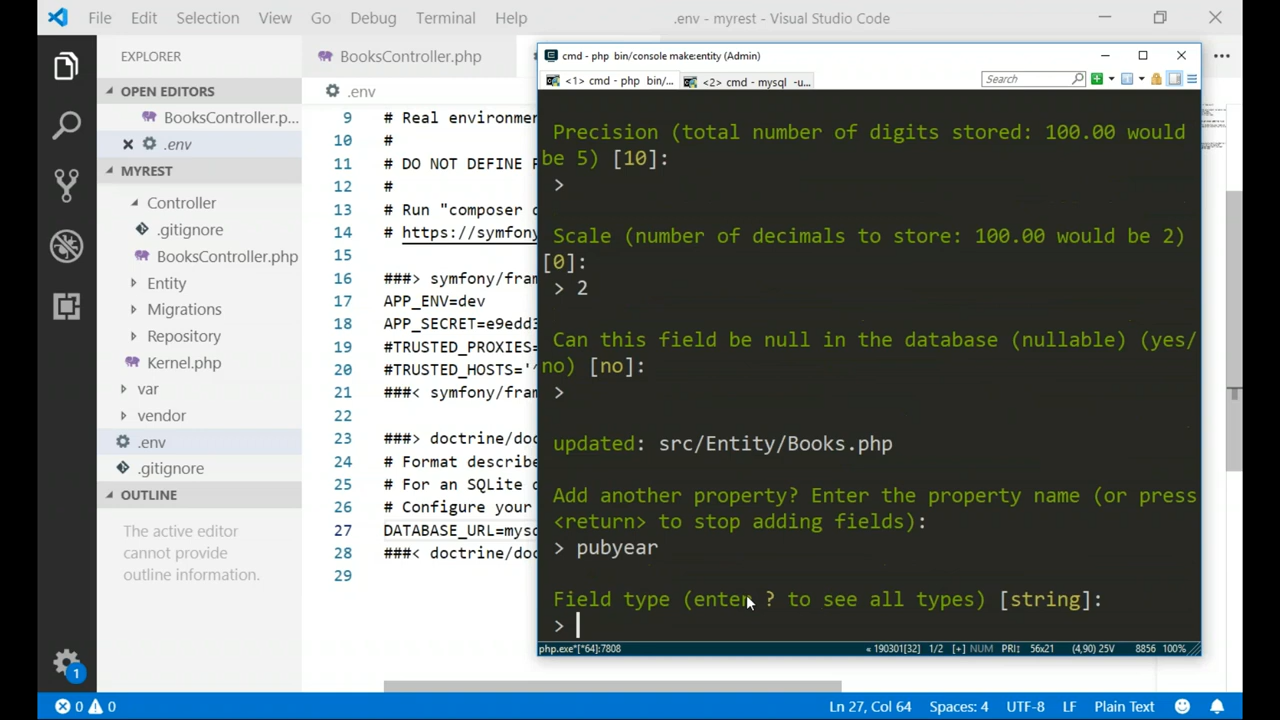 File Edit Selection View Go Debug Terminal Help
.env - myrest - Visual Studio Code
EXPLORER
OPEN EDITORS
BooksController.p...
.env
MYREST
Controller
.gitignore
BooksController.php
Entity
Migrations
Repository
Kernel.php
var
vendor
.env
.gitignore
OUTLINE
The active editor
cannot provide
outline information.
BooksController.php
.env
9 # Real environme
10 #
11 # DO NOT DEFINE
12 #
13 # Run "composer
14 # https://symfony
15
16 ###> symfony/fram
17 APP_ENV=dev
18 APP_SECRET=e9edd3
19 #TRUSTED_PROXIES=
20 #TRUSTED_HOSTS='
21 ###< symfony/fram
22
23 ###> doctrine/doc
24 # Format describe
25 # For an SQLite
26 # Configure your
27 DATABASE_URL=mys
28 ###< doctrine/doc
29
cmd - php bin/console make:entity (Admin)
<1> cmd - php bin/... <2> cmd - mysql -u... Search
Precision (total number of digits stored: 100.00 would
be 5) [10]:
>
Scale (number of decimals to store: 100.00 would be 2)
[0]:
> 2
Can this field be null in the database (nullable) (yes/
no) [no]:
>
updated: src/Entity/Books.php
Add another property? Enter the property name (or press
<return> to stop adding fields):
> pubyear
Field type (enter ? to see all types) [string]:
>
php.exe*[*64]:7808 « 190301[32] 1/2 [+] NUM PRI↕ 56x21 (4,90) 25V 8856 100%
1
0 0 Ln 27, Col 64 Spaces: 4 UTF-8 LF Plain Text